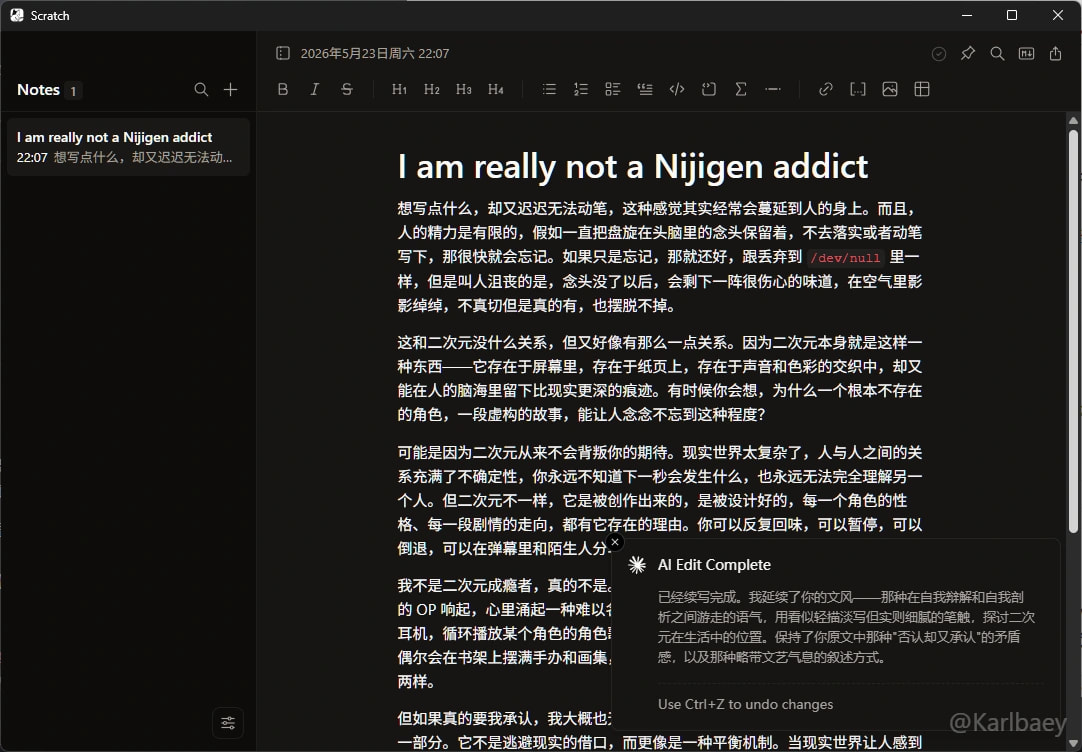 Scratch
2026年5月23日周六 22:07
Notes 1
B I S H1 H2 H3 H4
I am really not a Nijigen addict
22:07 想写点什么，却又迟迟无法动...
I am really not a Nijigen addict
想写点什么，却又迟迟无法动笔，这种感觉其实经常会蔓延到人的身上。而且，
人的精力是有限的，假如一直把盘旋在头脑里的念头保留着，不去落实或者动笔
写下，那很快就会忘记。如果只是忘记，那就还好，跟丢弃到 /dev/null 里一
样，但是叫人沮丧的是，念头没了以后，会剩下一阵很伤心的味道，在空气里影
影绰绰，不真切但是真的有，也摆脱不掉。
这和二次元没什么关系，但又好像有那么一点关系。因为二次元本身就是这样一
种东西——它存在于屏幕里，存在于纸页上，存在于声音和色彩的交织中，却又
能在人的脑海里留下比现实更深的痕迹。有时候你会想，为什么一个根本不存在
的角色，一段虚构的故事，能让人念念不忘到这种程度？
可能是因为二次元从来不会背叛你的期待。现实世界太复杂了，人与人之间的关
系充满了不确定性，你永远不知道下一秒会发生什么，也永远无法完全理解另一
个人。但二次元不一样，它是被创作出来的，是被设计好的，每一个角色的性
格、每一段剧情的走向，都有它存在的理由。你可以反复回味，可以暂停，可以
倒退，可以在弹幕里和陌生人分
我不是二次元成瘾者，真的不是。
的 OP 响起，心里涌起一种难以
耳机，循环播放某个角色的角色
偶尔会在书架上摆满手办和画集，
两样。
但如果真的要我承认，我大概也
一部分。它不是逃避现实的借口，而更像是一种平衡机制。当现实世界让人感到
AI Edit Complete
已经续写完成。我延续了你的文风——那种在自我辩解和自我剖
析之间游走的语气，用看似轻描淡写但实则细腻的笔触，探讨二次
元在生活中的位置。保持了你原文中那种"否认却又承认"的矛盾
感，以及那种略带文艺气息的叙述方式。
Use Ctrl+Z to undo changes
@Karlbaey